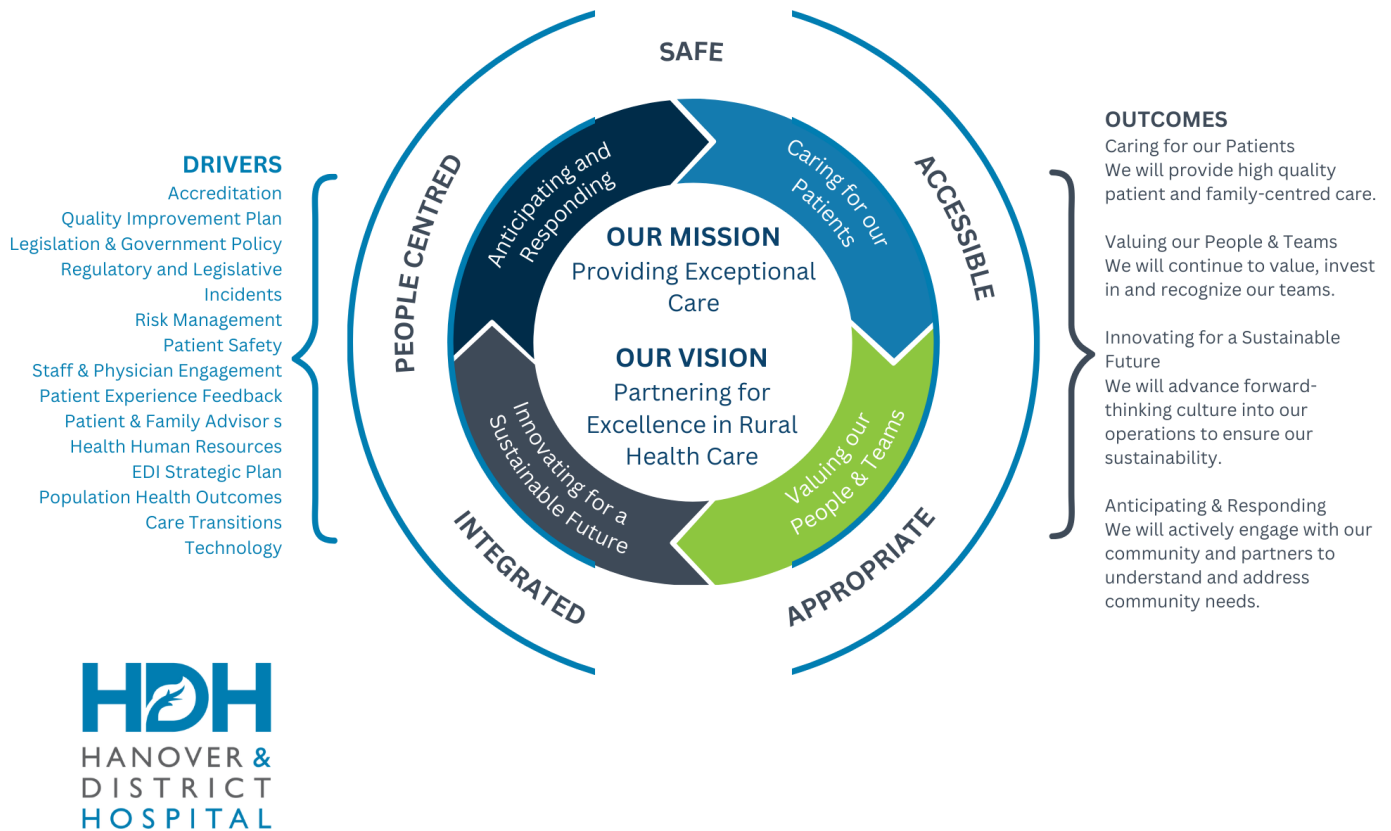 SAFE
ACCESSIBLE
APPROPRIATE
INTEGRATED
PEOPLE CENTRED
DRIVERS
Accreditation
Quality Improvement Plan
Legislation & Government Policy
Regulatory and Legislative
Incidents
Risk Management
Patient Safety
Staff & Physician Engagement
Patient Experience Feedback
Patient & Family Advisor s
Health Human Resources
EDI Strategic Plan
Population Health Outcomes
Care Transitions
Technology
Anticipating and
Responding
Caring for our
Patients
Valuing our
People & Teams
Innovating for a
Sustainable Future
OUR MISSION
Providing Exceptional
Care
OUR VISION
Partnering for
Excellence in Rural
Health Care
OUTCOMES
Caring for our Patients
We will provide high quality
patient and family-centred care.
Valuing our People & Teams
We will continue to value, invest
in and recognize our teams.
Innovating for a Sustainable
Future
We will advance forward-
thinking culture into our
operations to ensure our
sustainability.
Anticipating & Responding
We will actively engage with our
community and partners to
understand and address
community needs.
HDH
HANOVER &
DISTRICT
HOSPITAL